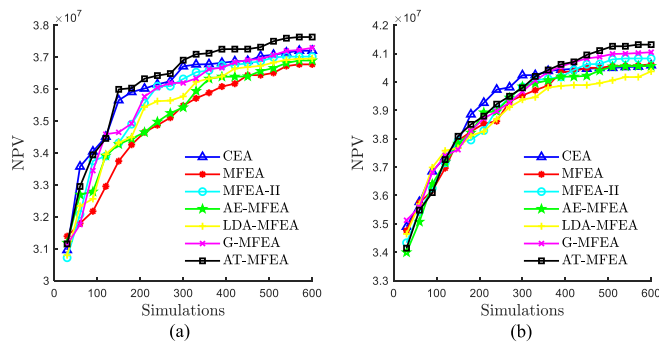 ×10⁷
3.8
3.7
3.6
3.5
3.4
3.3
3.2
3.1
3
NPV
CEA
MFEA
MFEA-II
AE-MFEA
LDA-MFEA
G-MFEA
AT-MFEA
0 100 200 300 400 500 600
Simulations
(a)
×10⁷
4.2
4.1
4
3.9
3.8
3.7
3.6
3.5
3.4
3.3
NPV
CEA
MFEA
MFEA-II
AE-MFEA
LDA-MFEA
G-MFEA
AT-MFEA
0 100 200 300 400 500 600
Simulations
(b)